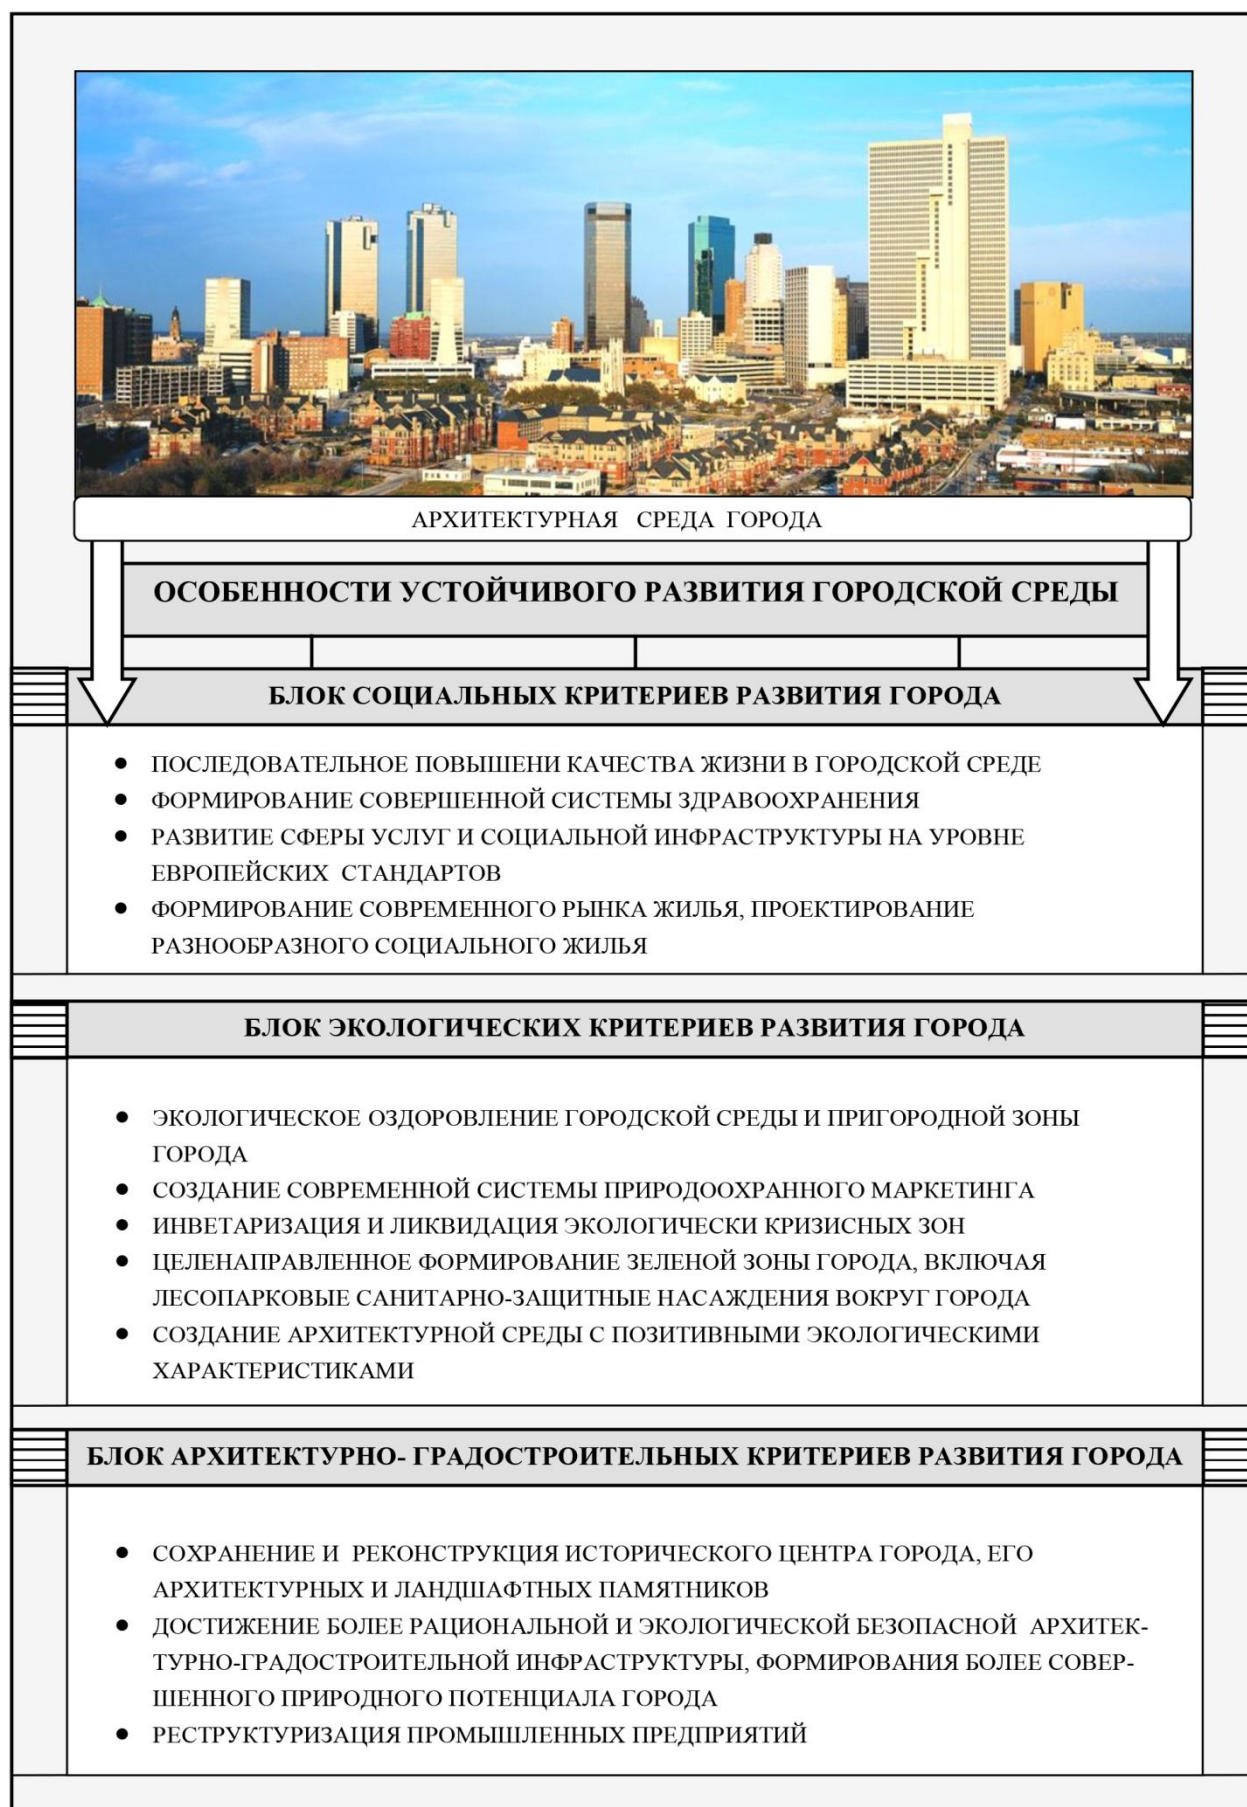 АРХИТЕКТУРНАЯ СРЕДА ГОРОДА
ОСОБЕННОСТИ УСТОЙЧИВОГО РАЗВИТИЯ ГОРОДСКОЙ СРЕДЫ
БЛОК СОЦИАЛЬНЫХ КРИТЕРИЕВ РАЗВИТИЯ ГОРОДА
● ПОСЛЕДОВАТЕЛЬНОЕ ПОВЫШЕНИ КАЧЕСТВА ЖИЗНИ В ГОРОДСКОЙ СРЕДЕ
● ФОРМИРОВАНИЕ СОВЕРШЕННОЙ СИСТЕМЫ ЗДРАВООХРАНЕНИЯ
● РАЗВИТИЕ СФЕРЫ УСЛУГ И СОЦИАЛЬНОЙ ИНФРАСТРУКТУРЫ НА УРОВНЕ
ЕВРОПЕЙСКИХ СТАНДАРТОВ
● ФОРМИРОВАНИЕ СОВРЕМЕННОГО РЫНКА ЖИЛЬЯ, ПРОЕКТИРОВАНИЕ
РАЗНООБРАЗНОГО СОЦИАЛЬНОГО ЖИЛЬЯ
БЛОК ЭКОЛОГИЧЕСКИХ КРИТЕРИЕВ РАЗВИТИЯ ГОРОДА
● ЭКОЛОГИЧЕСКОЕ ОЗДОРОВЛЕНИЕ ГОРОДСКОЙ СРЕДЫ И ПРИГОРОДНОЙ ЗОНЫ
ГОРОДА
● СОЗДАНИЕ СОВРЕМЕННОЙ СИСТЕМЫ ПРИРОДООХРАННОГО МАРКЕТИНГА
● ИНВЕТАРИЗАЦИЯ И ЛИКВИДАЦИЯ ЭКОЛОГИЧЕСКИ КРИЗИСНЫХ ЗОН
● ЦЕЛЕНАПРАВЛЕННОЕ ФОРМИРОВАНИЕ ЗЕЛЕНОЙ ЗОНЫ ГОРОДА, ВКЛЮЧАЯ
ЛЕСОПАРКОВЫЕ САНИТАРНО-ЗАЩИТНЫЕ НАСАЖДЕНИЯ ВОКРУГ ГОРОДА
● СОЗДАНИЕ АРХИТЕКТУРНОЙ СРЕДЫ С ПОЗИТИВНЫМИ ЭКОЛОГИЧЕСКИМИ
ХАРАКТЕРИСТИКАМИ
БЛОК АРХИТЕКТУРНО- ГРАДОСТРОИТЕЛЬНЫХ КРИТЕРИЕВ РАЗВИТИЯ ГОРОДА
● СОХРАНЕНИЕ И РЕКОНСТРУКЦИЯ ИСТОРИЧЕСКОГО ЦЕНТРА ГОРОДА, ЕГО
АРХИТЕКТУРНЫХ И ЛАНДШАФТНЫХ ПАМЯТНИКОВ
● ДОСТИЖЕНИЕ БОЛЕЕ РАЦИОНАЛЬНОЙ И ЭКОЛОГИЧЕСКОЙ БЕЗОПАСНОЙ АРХИТЕК-
ТУРНО-ГРАДОСТРОИТЕЛЬНОЙ ИНФРАСТРУКТУРЫ, ФОРМИРОВАНИЯ БОЛЕЕ СОВЕР-
ШЕННОГО ПРИРОДНОГО ПОТЕНЦИАЛА ГОРОДА
● РЕСТРУКТУРИЗАЦИЯ ПРОМЫШЛЕННЫХ ПРЕДПРИЯТИЙ